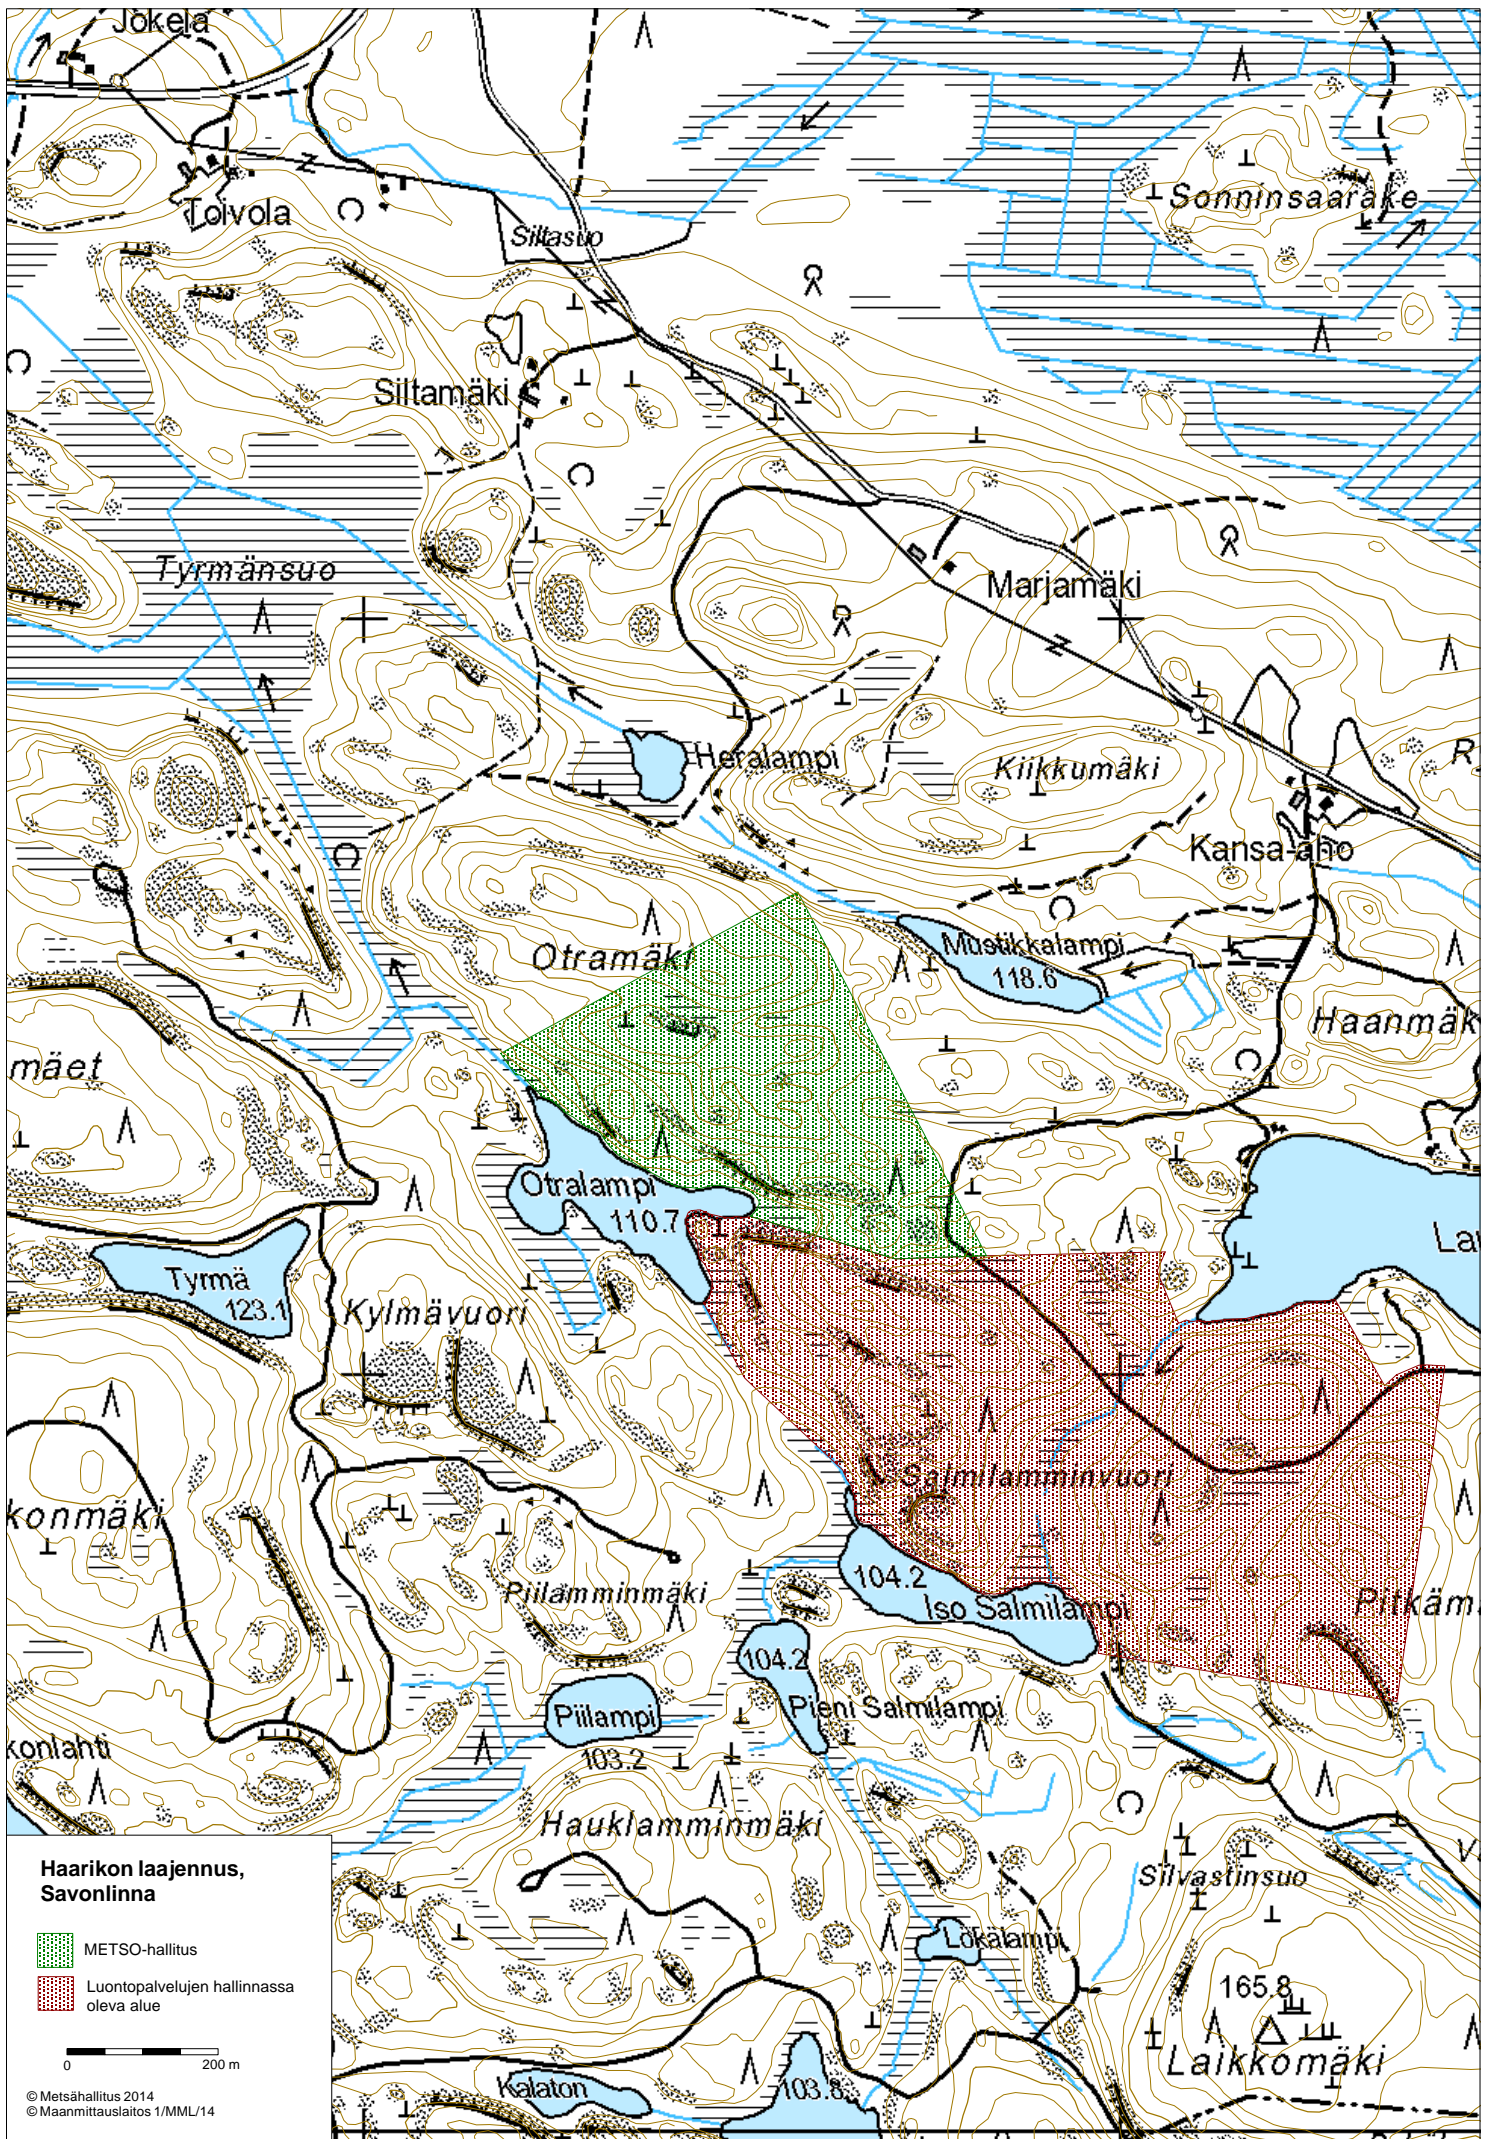 Jokela
Toivola
Siltasuo
Sonninsaarake
Siltamäki
Tyrmänsuo
Marjamäki
Heralampi
Kiikkumäki
R
Kansa-aho
Otramäki
Mustikkalampi
118.6
Haanmäk
mäet
Otralampi
110.7
Lau
Tyrmä
123.1
Kylmävuori
Salmilamminvuori
konmäki
104.2
Iso Salmilampi
Piilamminmäki
Pitkäm
104.2
Piilampi
Pieni Salmilampi
konlahti
103.2
Hauklamminmäki
V
Silvastinsuo
Haarikon laajennus,
Savonlinna
METSO-hallitus
Luontopalvelujen hallinnassa
oleva alue
0 200 m
© Metsähallitus 2014
© Maanmittauslaitos 1/MML/14
Lokalampi
165.8
Laikkomäki
Kalaton
103.8